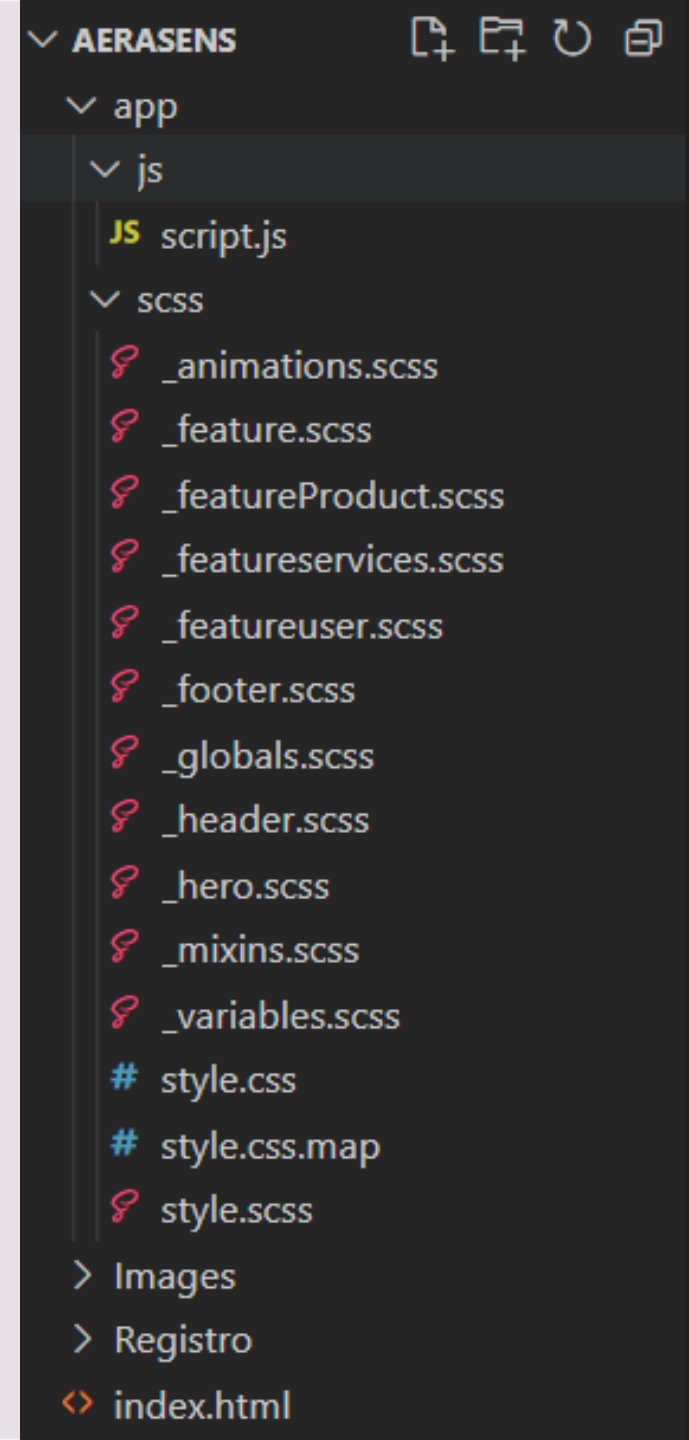 AERASENS
app
js
JS script.js
scss
_animations.scss
_feature.scss
_featureProduct.scss
_featureservices.scss
_featureuser.scss
_footer.scss
_globals.scss
_header.scss
_hero.scss
_mixins.scss
_variables.scss
# style.css
# style.css.map
style.scss
Images
Registro
<> index.html